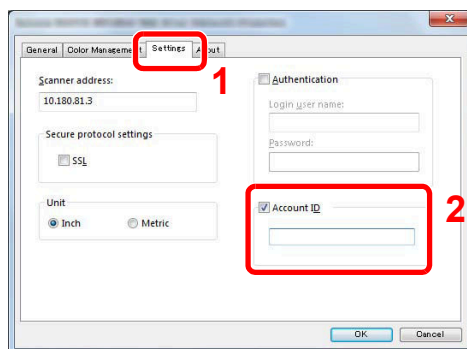 General
Color Management
Settings
1
Scanner address:
10.180.81.3
Secure protocol settings
SSL
Unit
Inch
Metric
Authentication
Login user name:
Password:
Account ID
2
OK
Cancel